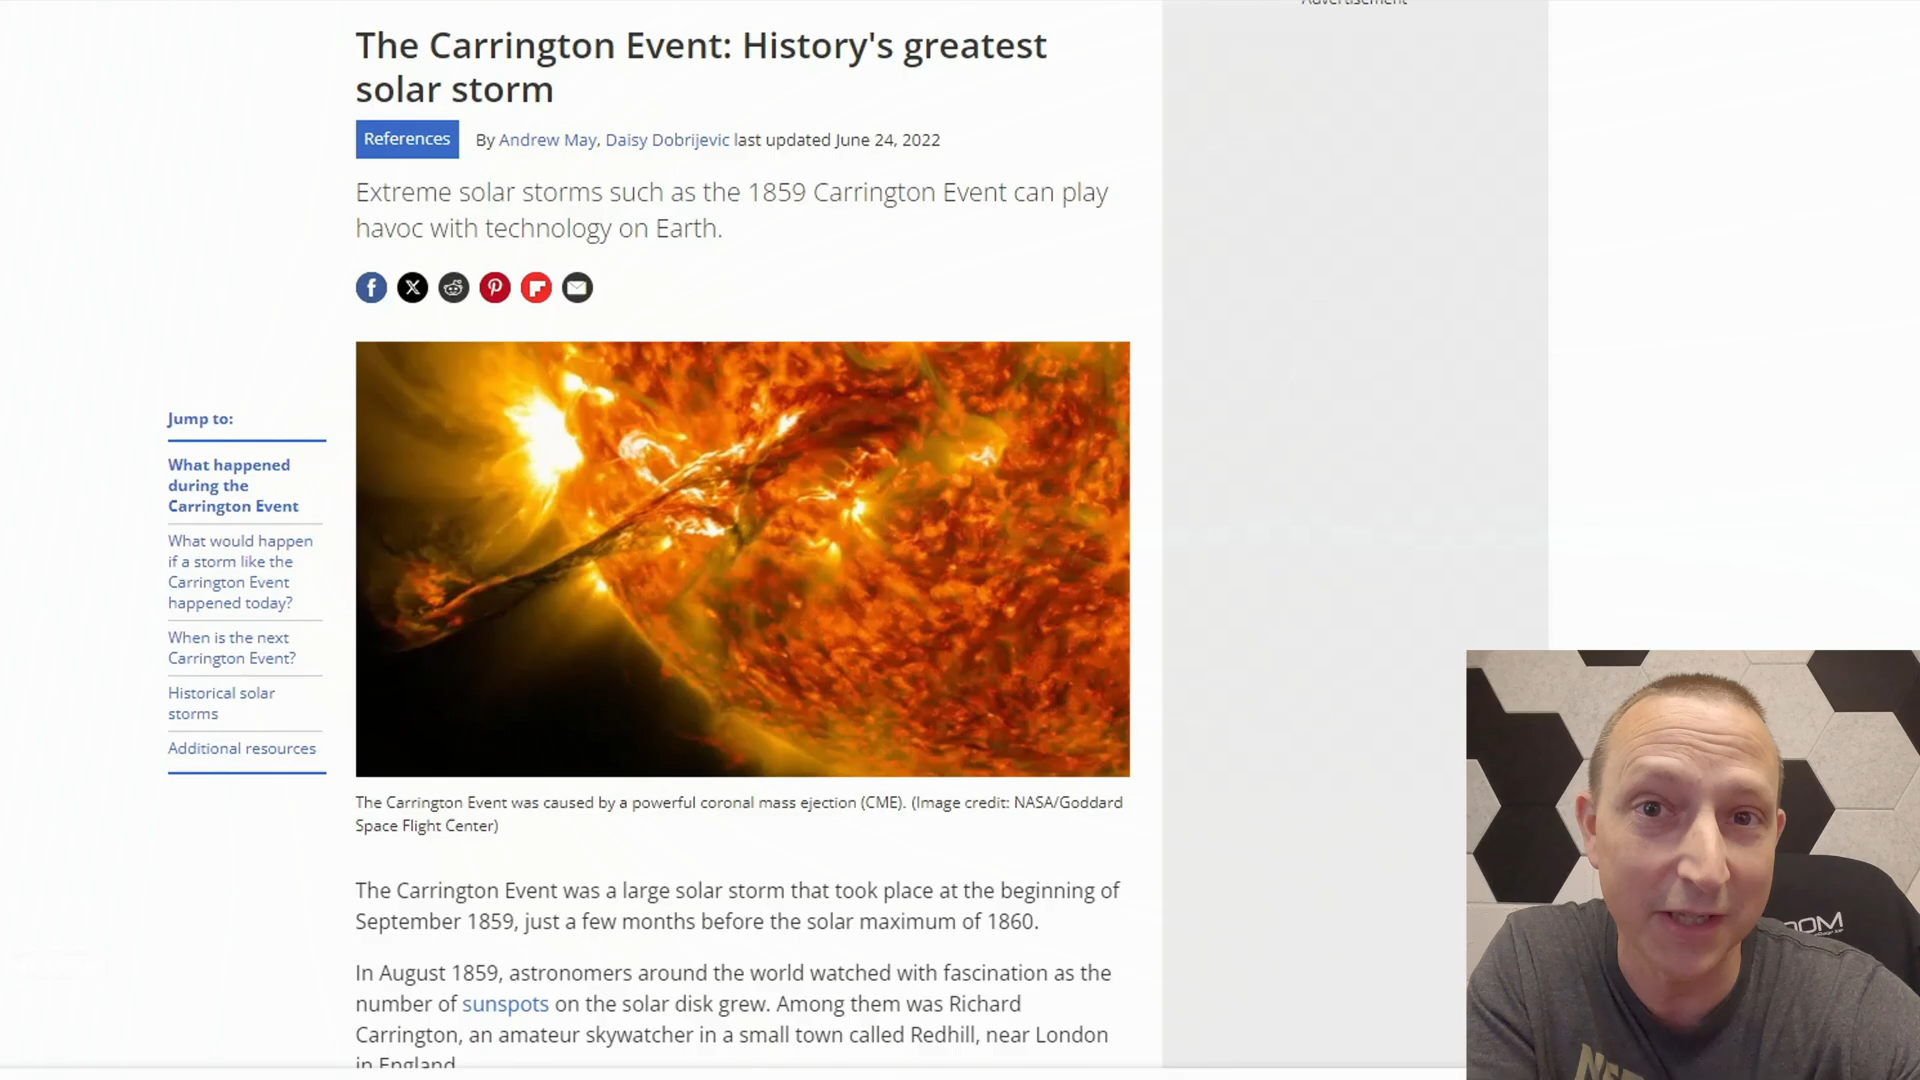 Advertisement
The Carrington Event: History's greatest
solar storm
References
By Andrew May, Daisy Dobrijevic last updated June 24, 2022
Extreme solar storms such as the 1859 Carrington Event can play
havoc with technology on Earth.
Jump to:
What happened
during the
Carrington Event
What would happen
if a storm like the
Carrington Event
happened today?
When is the next
Carrington Event?
Historical solar
storms
Additional resources
The Carrington Event was caused by a powerful coronal mass ejection (CME). (Image credit: NASA/Goddard
Space Flight Center)
The Carrington Event was a large solar storm that took place at the beginning of
September 1859, just a few months before the solar maximum of 1860.
In August 1859, astronomers around the world watched with fascination as the
number of sunspots on the solar disk grew. Among them was Richard
Carrington, an amateur skywatcher in a small town called Redhill, near London
in England.